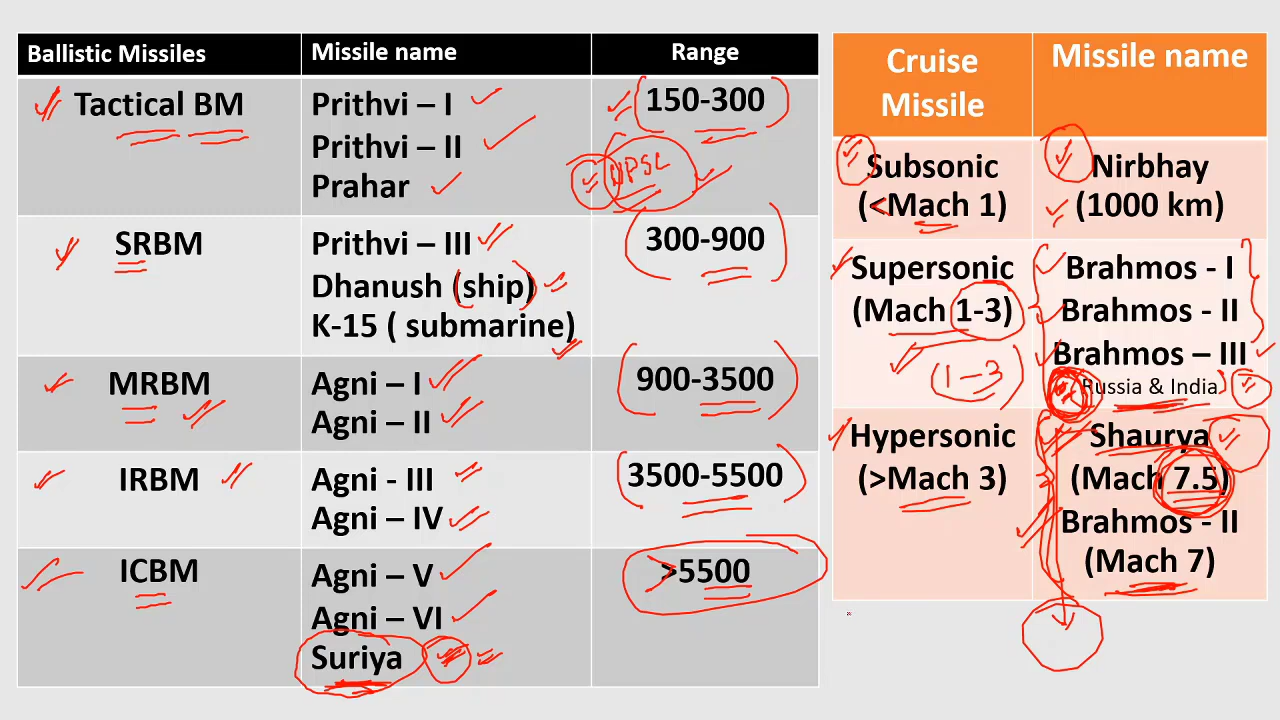 Ballistic Missiles Missile name Range
Tactical BM Prithvi – I 150-300
Prithvi – II
Prahar
UPSC
SRBM Prithvi – III 300-900
Dhanush (ship)
K-15 ( submarine)
MRBM Agni – I 900-3500
Agni – II
IRBM Agni - III 3500-5500
Agni – IV
ICBM Agni – V >5500
Agni – VI
Suriya
Cruise Missile name
Missile
Subsonic Nirbhay
(<Mach 1) (1000 km)
Supersonic Brahmos - I
(Mach 1-3) Brahmos - II
Brahmos – III
(1-3)
Russia & India
Hypersonic Shaurya
(>Mach 3) (Mach 7.5)
Brahmos - II
(Mach 7)